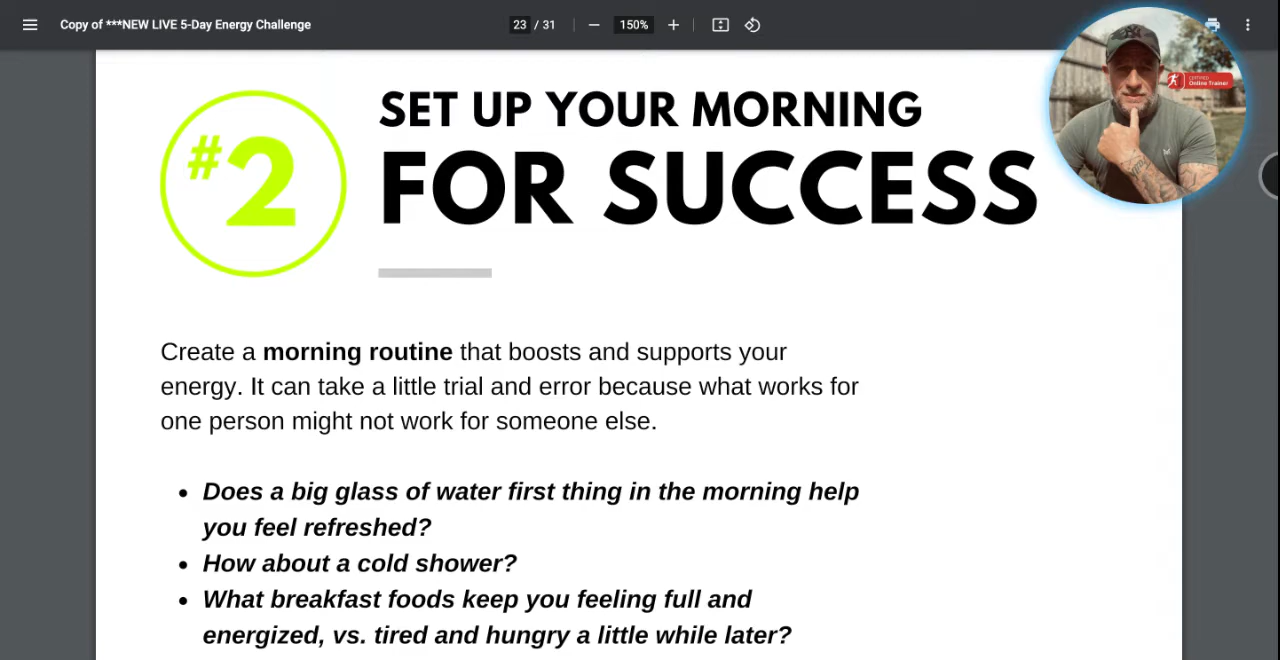 Copy of ***NEW LIVE 5-Day Energy Challenge
23 / 31
150%
CERTIFIED
Online Trainer
#2
SET UP YOUR MORNING
FOR SUCCESS
Create a morning routine that boosts and supports your
energy. It can take a little trial and error because what works for
one person might not work for someone else.
• Does a big glass of water first thing in the morning help
you feel refreshed?
• How about a cold shower?
• What breakfast foods keep you feeling full and
energized, vs. tired and hungry a little while later?